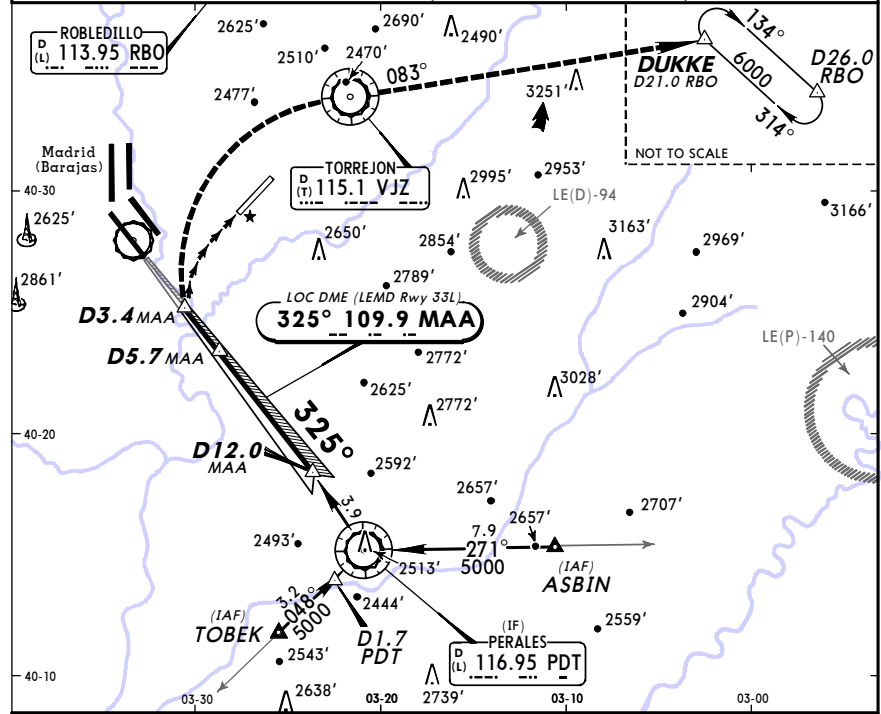 ROBLEDILLO
D
(L) 113.95 RBO
2625'
2690'
2490'
2510'
2470'
2477'
083°
134°
6000
314°
DUKKE
D21.0 RBO
D26.0
RBO
NOT TO SCALE
3251'
Madrid
(Barajas)
40-30
TORREJON
D
(T) 115.1 VJZ
2995'
2953'
LE(D)-94
3166'
2625'
2650'
2854'
3163'
2969'
2861'
2789'
2904'
D3.4 MAA
LOC DME (LEMD Rwy 33L)
325° 109.9 MAA
LE(P)-140
D5.7 MAA
2772'
2625'
3028'
2772'
325°
40-20
D12.0
MAA
2592'
2657'
2707'
3.9
7.9
2657'
271°
5000
2493'
2513'
(IAF)
ASBIN
3.2
048°
5000
2444'
(IAF)
TOBEK
D1.7
PDT
2559'
(IF)
PERALES
D
(L) 116.95 PDT
2543'
40-10
2638'
2739'
03-30
03-20
03-10
03-00